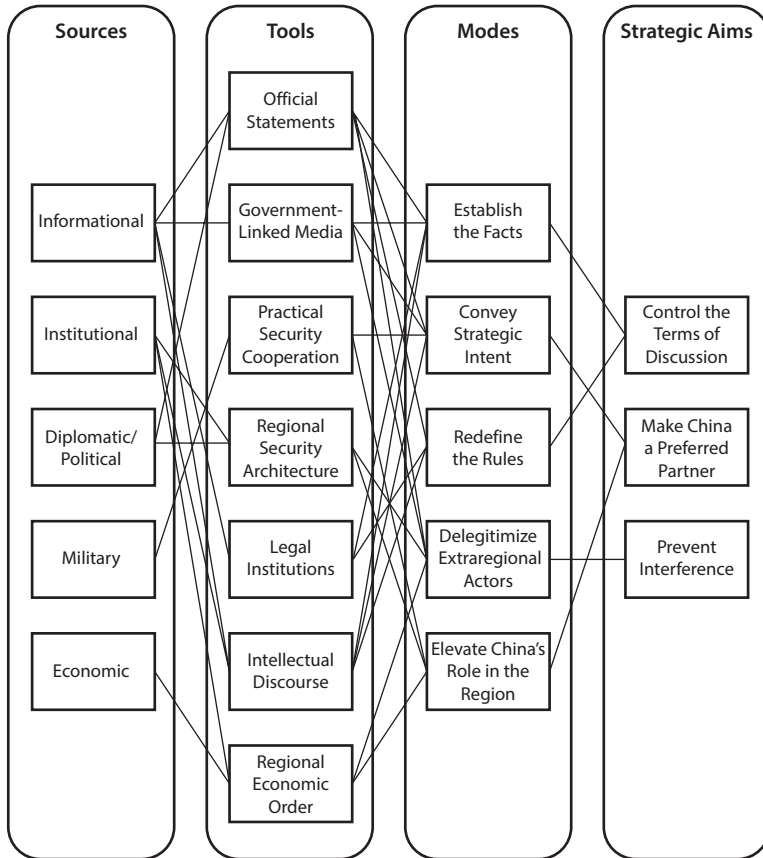 Sources
Informational
Institutional
Diplomatic/
Political
Military
Economic
Tools
Official
Statements
Government-
Linked Media
Practical
Security
Cooperation
Regional
Security
Architecture
Legal
Institutions
Intellectual
Discourse
Regional
Economic
Order
Modes
Establish
the Facts
Convey
Strategic
Intent
Redefine
the Rules
Delegitimize
Extraregional
Actors
Elevate China’s
Role in the
Region
Strategic Aims
Control the
Terms of
Discussion
Make China
a Preferred
Partner
Prevent
Interference